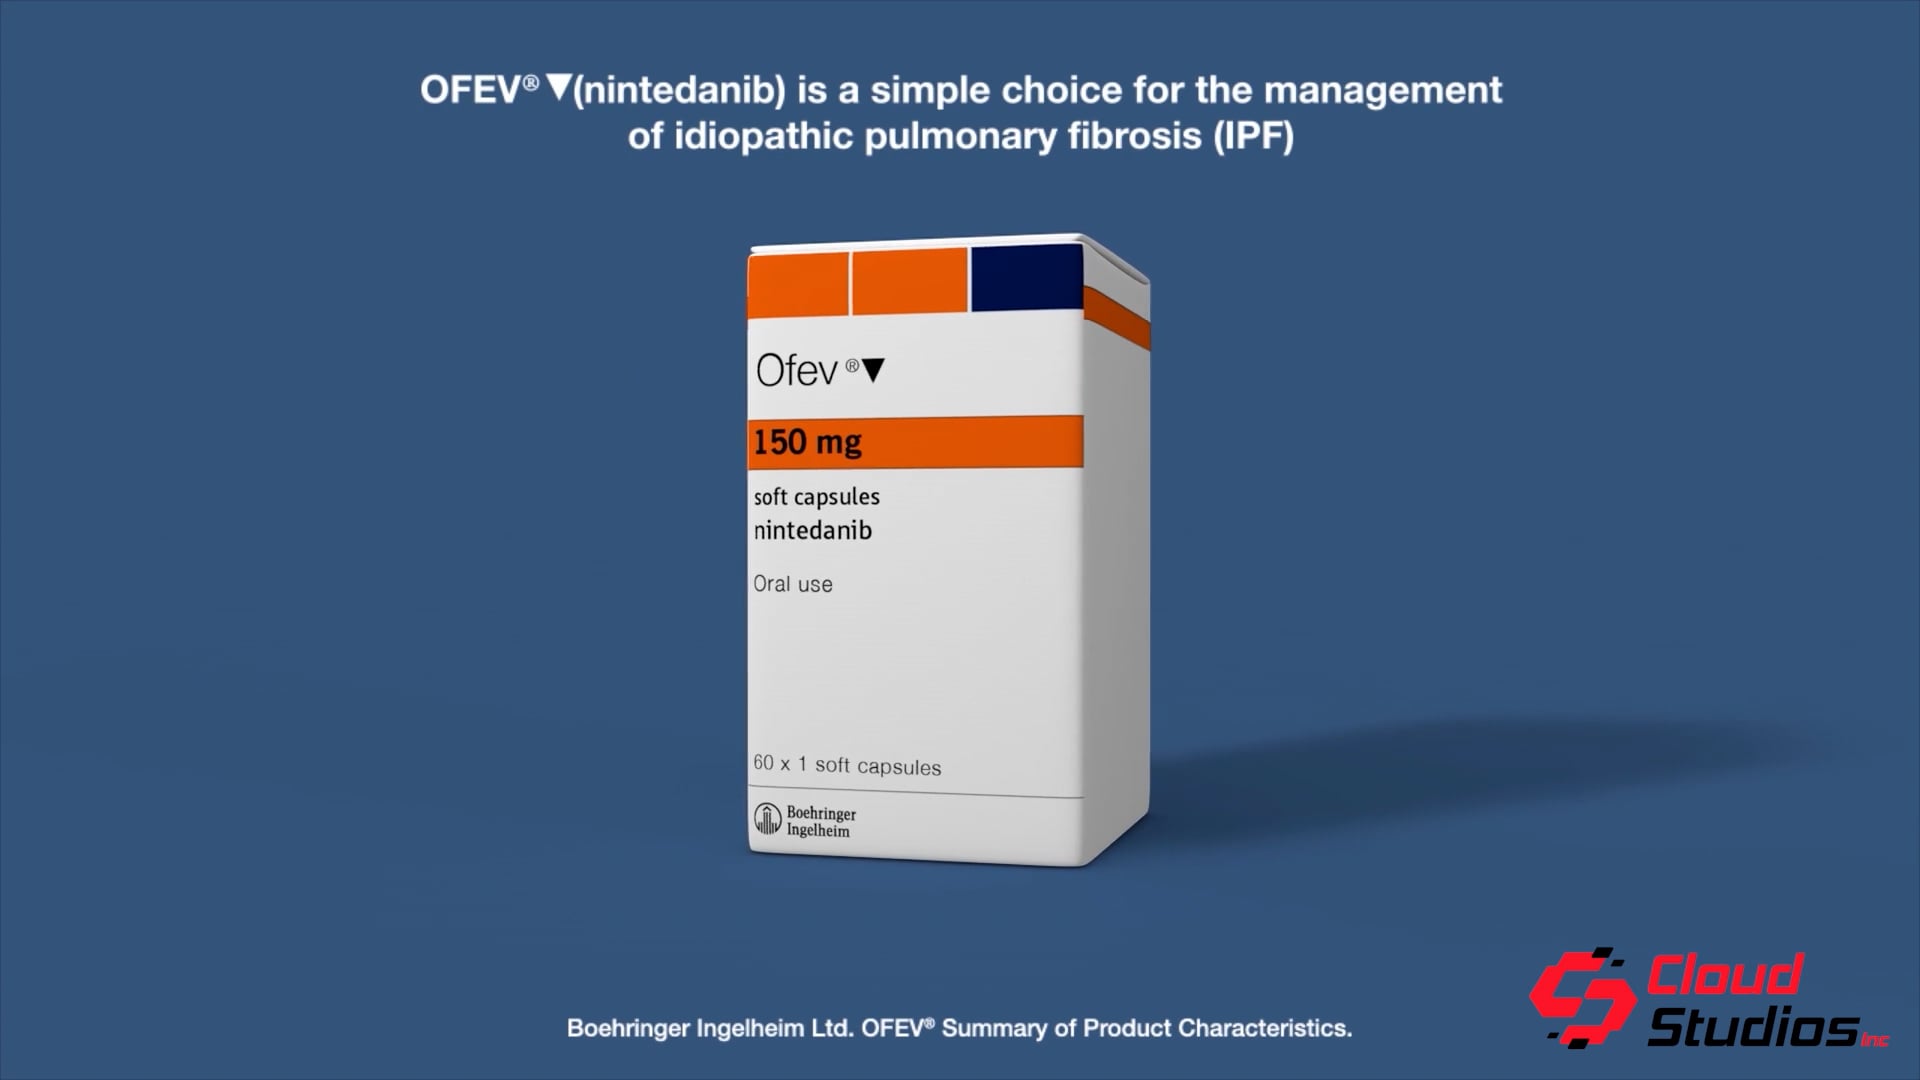 OFEV® ▼(nintedanib) is a simple choice for the management
of idiopathic pulmonary fibrosis (IPF)
Ofev ®▼
150 mg
soft capsules
nintedanib
Oral use
60 x 1 soft capsules
Boehringer
Ingelheim
Boehringer Ingelheim Ltd. OFEV® Summary of Product Characteristics.
Cloud
Studios Inc